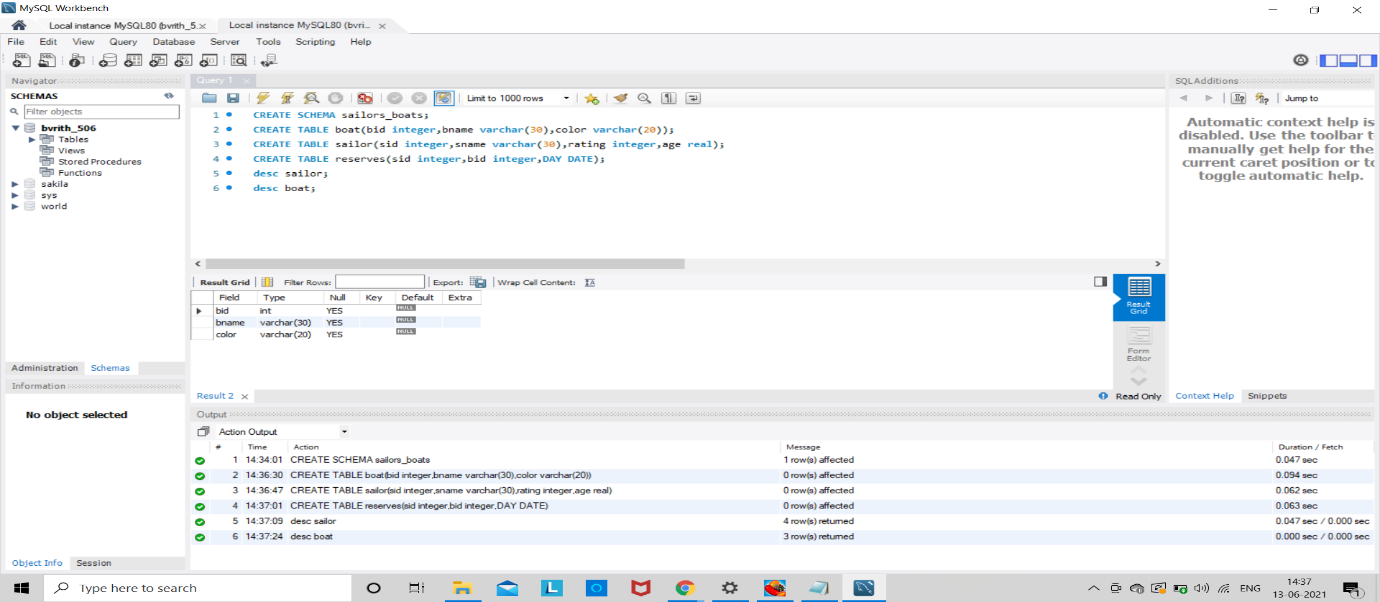 MySQL Workbench
Local instance MySQL80 (bvrith_5.. × Local instance MySQL80 (bvri... ×
File Edit View Query Database Server Tools Scripting Help
Navigator
SCHEMAS
Filter objects
bvrith_506
Tables
Views
Stored Procedures
Functions
sakila
sys
world
Administration Schemas
Information
No object selected
Object Info Session
Query 1 ×
Limit to 1000 rows
1 CREATE SCHEMA sailors_boats;
2 CREATE TABLE boat(bid integer,bname varchar(30),color varchar(20));
3 CREATE TABLE sailor(sid integer,sname varchar(30),rating integer,age real);
4 CREATE TABLE reserves(sid integer,bid integer,DAY DATE);
5 desc sailor;
6 desc boat;
Result Grid Filter Rows: Export: Wrap Cell Content:
Field Type Null Key Default Extra
bid int YES NULL
bname varchar(30) YES NULL
color varchar(20) YES NULL
Result Grid
Form Editor
Result 2 × Read Only
SQLAdditions
Jump to
Automatic context help is
disabled. Use the toolbar t
manually get help for the
current caret position or to
toggle automatic help.
Context Help Snippets
Output
Action Output
# Time Action Message Duration / Fetch
1 14:34:01 CREATE SCHEMA sailors_boats 1 row(s) affected 0.047 sec
2 14:36:30 CREATE TABLE boat(bid integer,bname varchar(30),color varchar(20)) 0 row(s) affected 0.094 sec
3 14:36:47 CREATE TABLE sailor(sid integer,sname varchar(30),rating integer,age real) 0 row(s) affected 0.062 sec
4 14:37:01 CREATE TABLE reserves(sid integer,bid integer,DAY DATE) 0 row(s) affected 0.063 sec
5 14:37:09 desc sailor 4 row(s) returned 0.047 sec / 0.000 sec
6 14:37:24 desc boat 3 row(s) returned 0.000 sec / 0.000 sec
Type here to search
ENG
14:37
13-06-2021